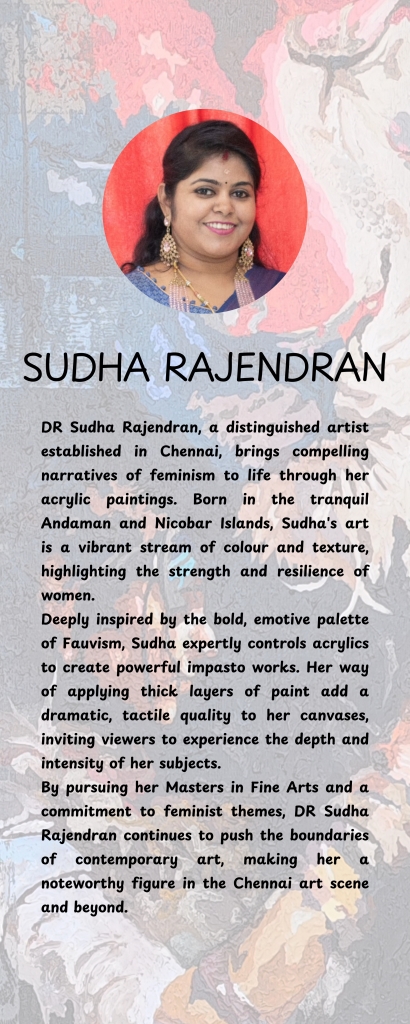 SUDHA RAJENDRAN
DR Sudha Rajendran, a distinguished artist
established in Chennai, brings compelling
narratives of feminism to life through her
acrylic paintings. Born in the tranquil
Andaman and Nicobar Islands, Sudha's art
is a vibrant stream of colour and texture,
highlighting the strength and resilience of
women.
Deeply inspired by the bold, emotive palette
of Fauvism, Sudha expertly controls acrylics
to create powerful impasto works. Her way
of applying thick layers of paint add a
dramatic, tactile quality to her canvases,
inviting viewers to experience the depth and
intensity of her subjects.
By pursuing her Masters in Fine Arts and a
commitment to feminist themes, DR Sudha
Rajendran continues to push the boundaries
of contemporary art, making her a
noteworthy figure in the Chennai art scene
and beyond.